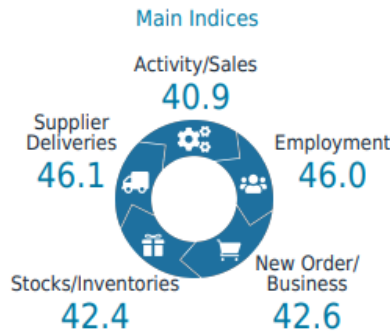 Main Indices
Activity/Sales
40.9
Supplier
Deliveries
46.1
Employment
46.0
Stocks/Inventories
42.4
New Order/
Business
42.6